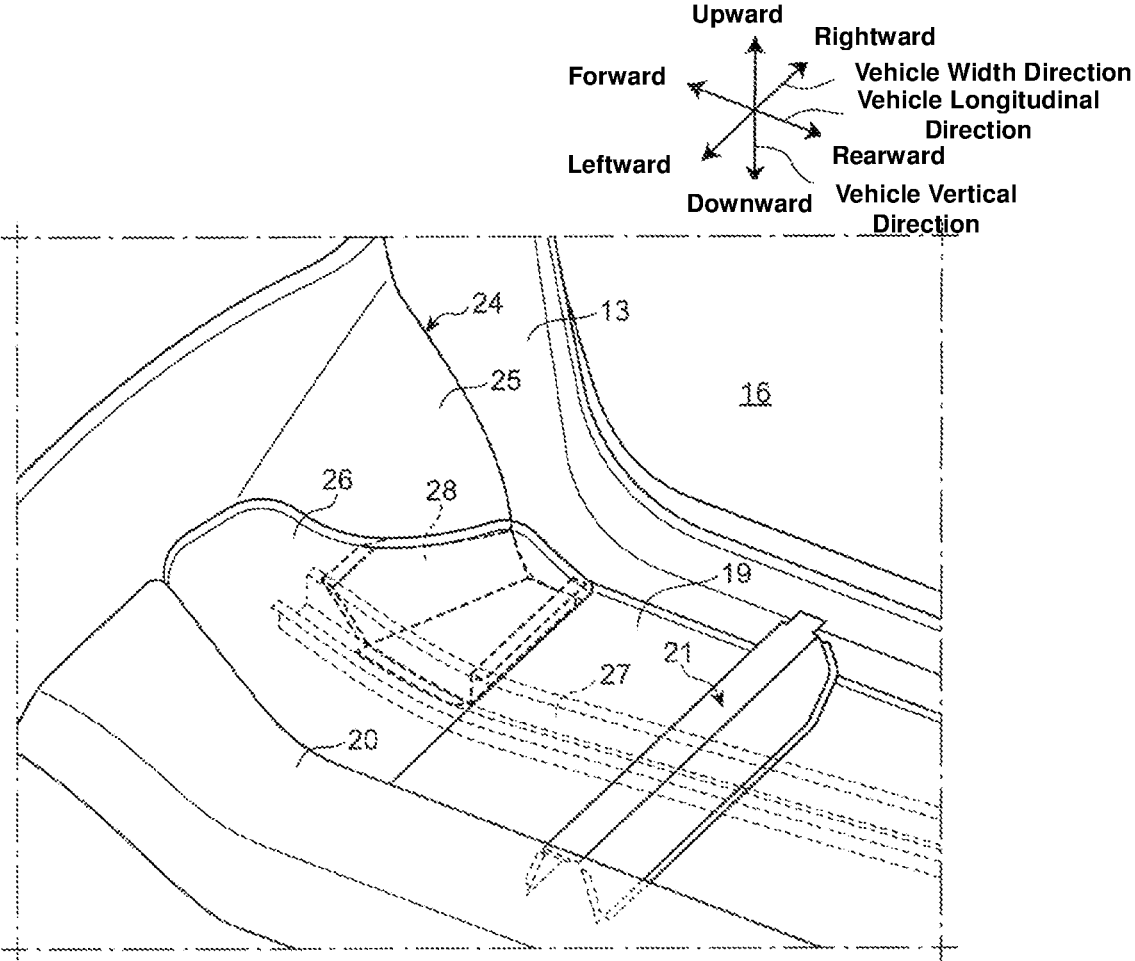 Upward
Rightward
Forward
Vehicle Width Direction
Vehicle Longitudinal
Direction
Leftward
Rearward
Downward
Vehicle Vertical
Direction
24
13
25
16
26
28
19
21
27
20